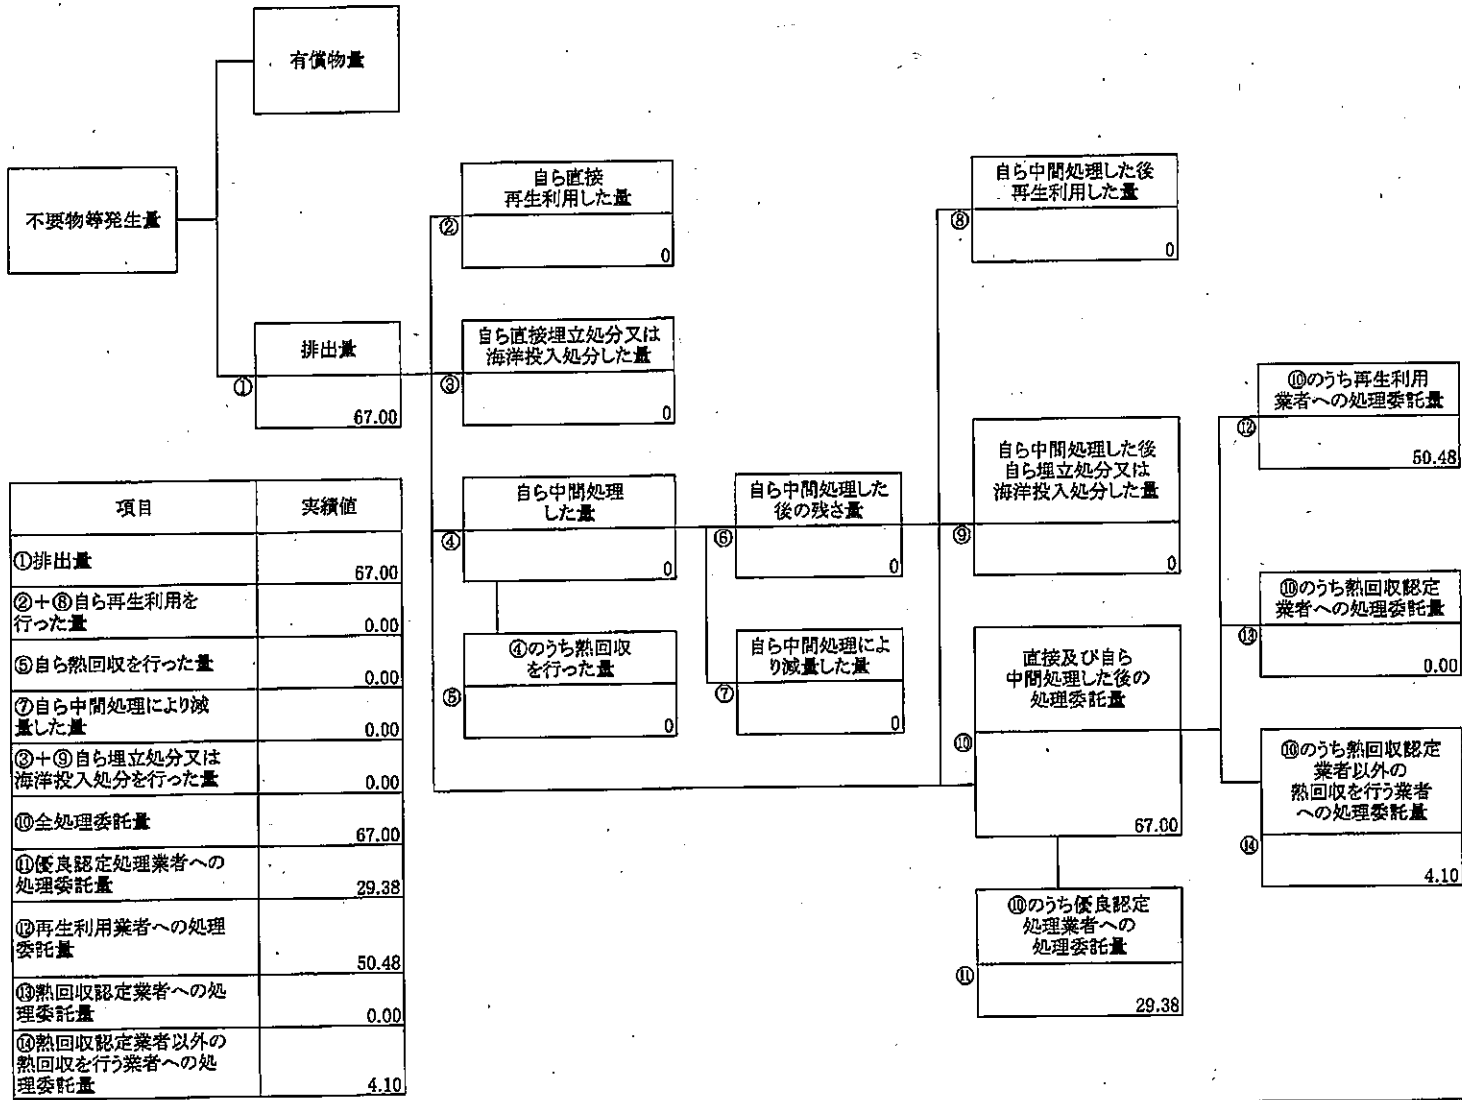 有償物量
不要物等発生量
①
排出量
67.00
②
自ら直接
再生利用した量
0
③
自ら直接埋立処分又は
海洋投入処分した量
0
④
自ら中間処理
した量
0
⑤
④のうち熱回収
を行った量
0
⑥
自ら中間処理した
後の残さ量
0
⑦
自ら中間処理によ
り減量した量
0
⑧
自ら中間処理した後
再生利用した量
0
⑨
自ら中間処理した後
自ら埋立処分又は
海洋投入処分した量
0
⑩
直接及び自ら
中間処理した後の
処理委託量
67.00
⑪
⑩のうち優良認定
処理業者への
処理委託量
29.38
⑫
⑩のうち再生利用
業者への処理委託量
50.48
⑬
⑩のうち熱回収認定
業者への処理委託量
0.00
⑭
⑩のうち熱回収認定
業者以外の
熱回収を行う業者
への処理委託量
4.10
項目 実績値
①排出量 67.00
②+⑧自ら再生利用を
行った量 0.00
⑤自ら熱回収を行った量 0.00
⑦自ら中間処理により減
量した量 0.00
③+⑨自ら埋立処分又は
海洋投入処分を行った量 0.00
⑩全処理委託量 67.00
⑪優良認定処理業者への
処理委託量 29.38
⑫再生利用業者への処理
委託量 50.48
⑬熱回収認定業者への処
理委託量 0.00
⑭熱回収認定業者以外の
熱回収を行う業者への処
理委託量 4.10